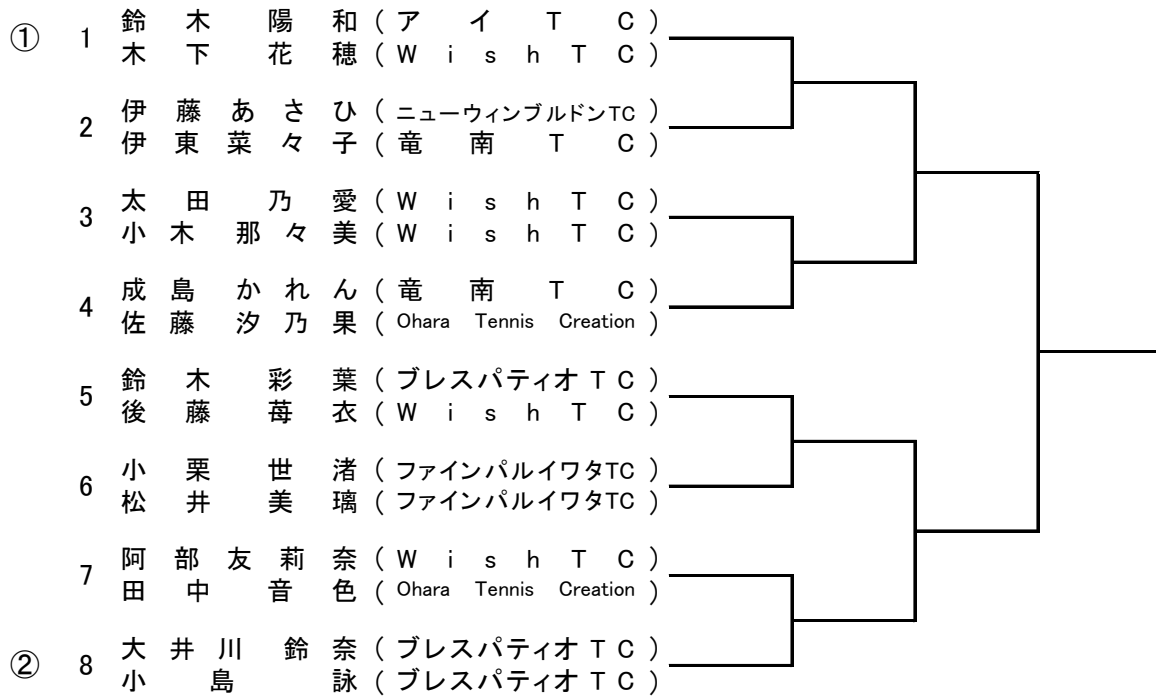 ① 1 鈴木陽和(アイTC)
木下花穂(WishTC)
2 伊藤あさひ(ニューウィンブルドンTC)
伊東菜々子(竜南TC)
3 太田乃愛(WishTC)
小木那々美(WishTC)
4 成島かれん(竜南TC)
佐藤汐乃果(Ohara Tennis Creation)
5 鈴木彩葉(ブレスパティオTC)
後藤苺衣(WishTC)
6 小栗世渚(ファインパルイワタTC)
松井美璃(ファインパルイワタTC)
7 阿部友莉奈(WishTC)
田中音色(Ohara Tennis Creation)
② 8 大井川鈴奈(ブレスパティオTC)
小島詠(ブレスパティオTC)